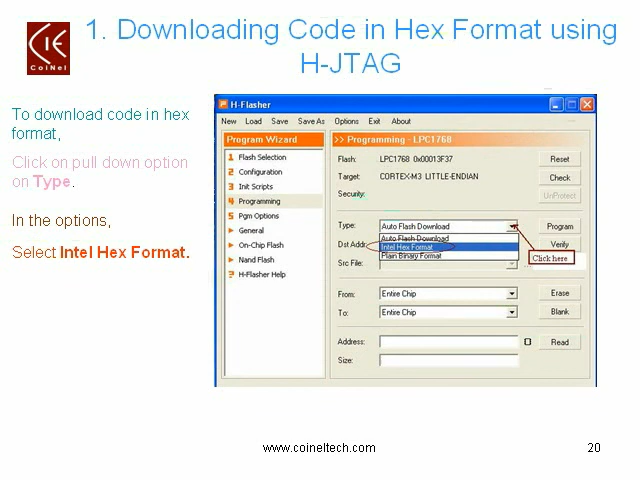 CIE
CoiNel
1. Downloading Code in Hex Format using
H-JTAG
To download code in hex
format,
Click on pull down option
on Type.
In the options,
Select Intel Hex Format.
H-Flasher
New Load Save Save As Options Exit About
Program Wizard
1 Flash Selection
2 Configuration
3 Init Scripts
4 Programming
5 Pgm Options
General
On-Chip Flash
Nand Flash
? H-Flasher Help
>> Programming - LPC1768
Flash: LPC1768 0x00013F37 Reset
Target: CORTEX-M3 LITTLE-ENDIAN Check
Security: UnProtect
Type: Auto Flash Download Program
Auto Flash Download
Dst Addr: Intel Hex Format Verify
Plain Binary Format
Src File: ...
Click here
From: Entire Chip Erase
To: Entire Chip Blank
Address: Read
Size:
www.coineltech.com
20